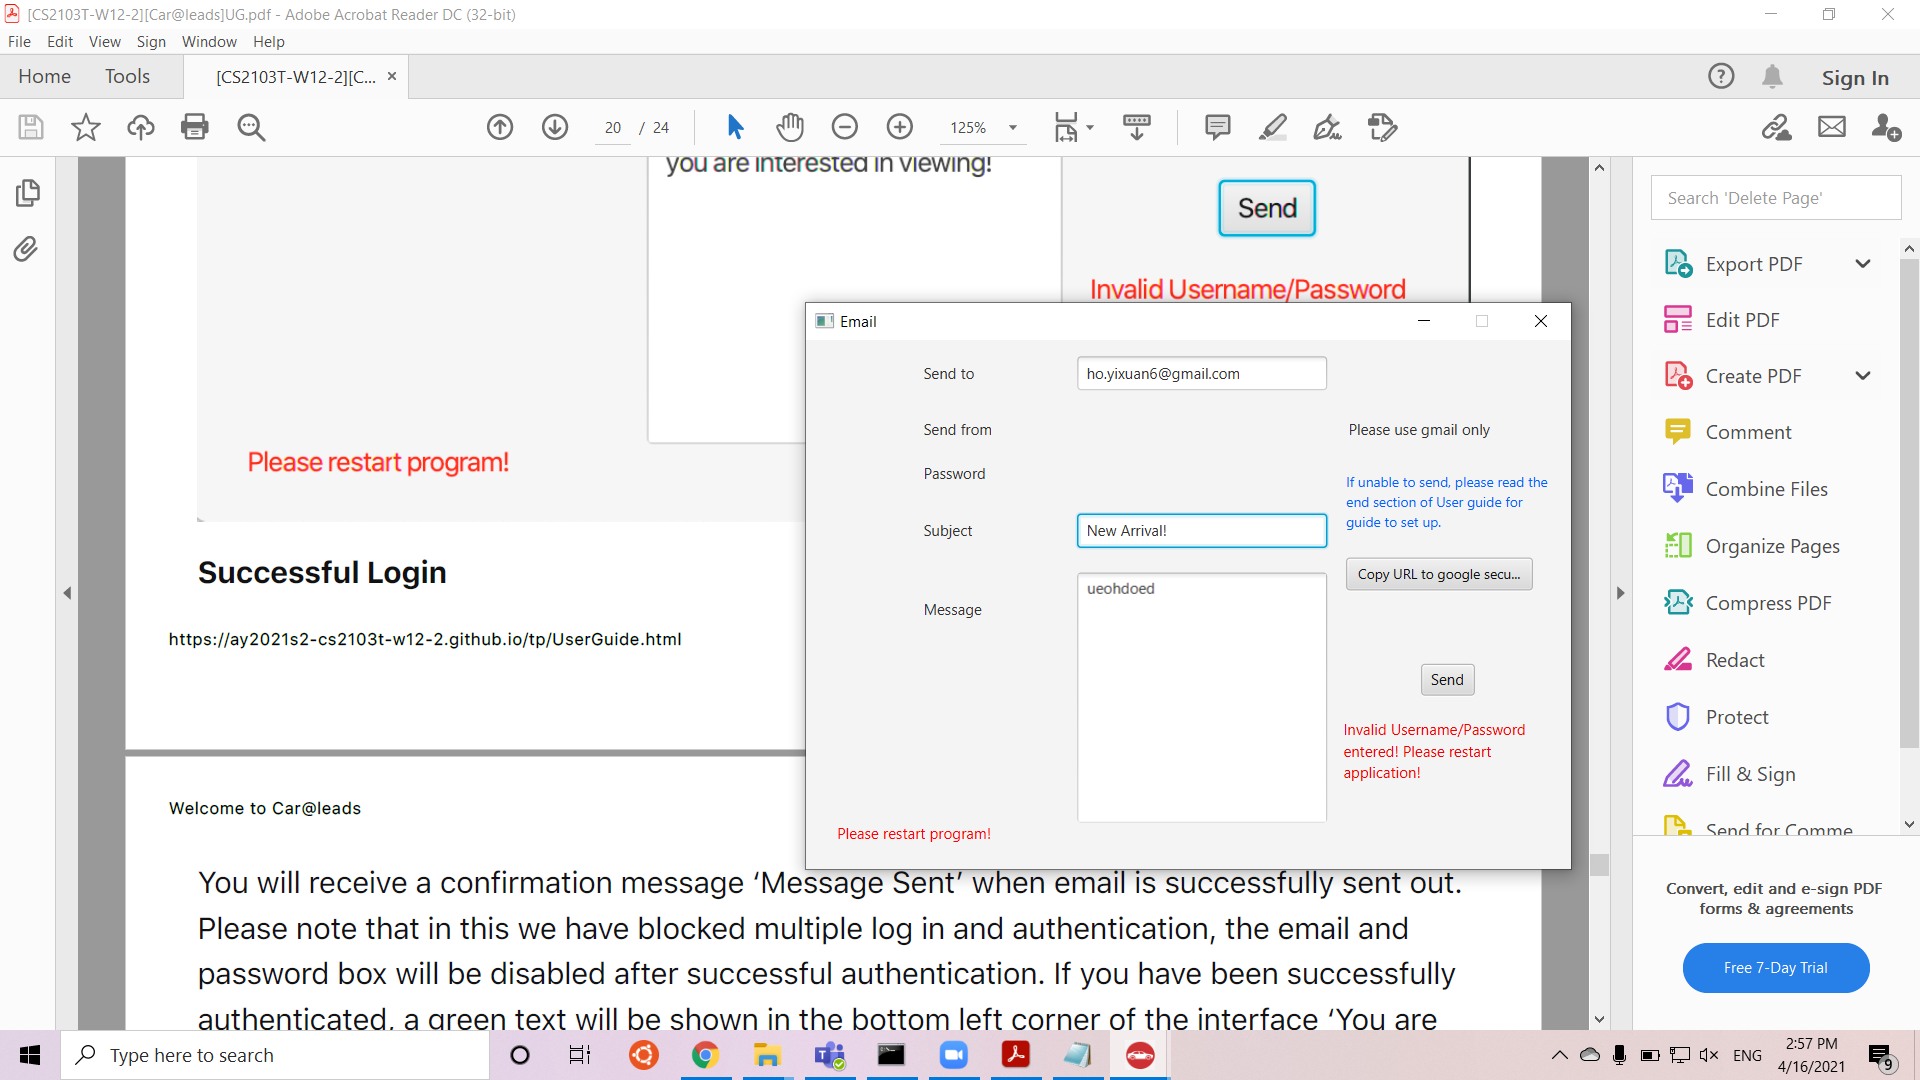 [CS2103T-W12-2][Car@leads]UG.pdf - Adobe Acrobat Reader DC (32-bit)
File Edit View Sign Window Help
Home Tools [CS2103T-W12-2][C... × Sign In
20 / 24 125%
you are interested in viewing!
Send
Invalid Username/Password
Please restart program!
Successful Login
https://ay2021s2-cs2103t-w12-2.github.io/tp/UserGuide.html
Email
Send to ho.yixuan6@gmail.com
Send from Please use gmail only
Password
If unable to send, please read the
end section of User guide for
guide to set up.
Subject New Arrival!
Copy URL to google secu...
Message ueohdoed
Send
Invalid Username/Password
entered! Please restart
application!
Please restart program!
Welcome to Car@leads
You will receive a confirmation message ‘Message Sent’ when email is successfully sent out.
Please note that in this we have blocked multiple log in and authentication, the email and
password box will be disabled after successful authentication. If you have been successfully
authenticated, a green text will be shown in the bottom left corner of the interface ‘You are
Search 'Delete Page'
Export PDF
Edit PDF
Create PDF
Comment
Combine Files
Organize Pages
Compress PDF
Redact
Protect
Fill & Sign
Send for Comme
Convert, edit and e-sign PDF
forms & agreements
Free 7-Day Trial
Type here to search
ENG
2:57 PM
4/16/2021
9